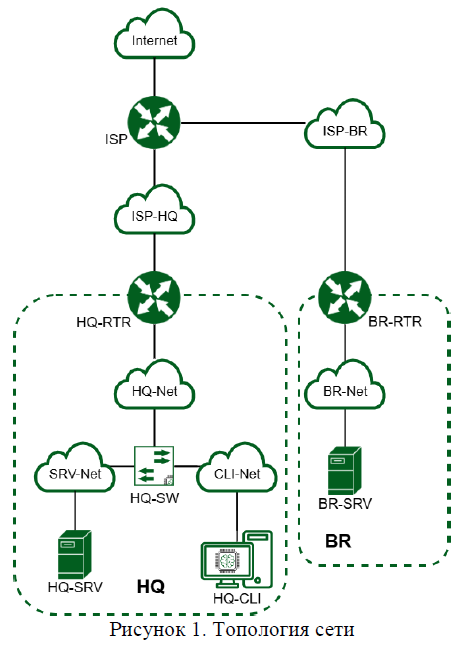 Internet
ISP
ISP-BR
ISP-HQ
HQ-RTR
BR-RTR
HQ-Net
BR-Net
SRV-Net
HQ-SW
CLI-Net
BR-SRV
BR
HQ-SRV
HQ
HQ-CLI
Рисунок 1. Топология сети